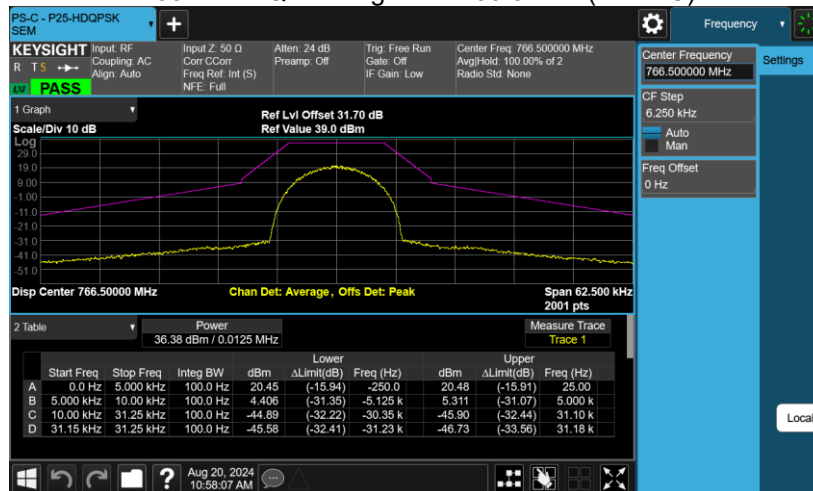 PS-C - P25-HDQPSK
SEM
Frequency
KEYSIGHT
R T S
LXI
PASS
Input: RF
Coupling: AC
Align: Auto
Input Z: 50 Ω
Corr CCorr
Freq Ref: Int (S)
NFE: Full
Atten: 24 dB
Preamp: Off
Trig: Free Run
Gate: Off
IF Gain: Low
Center Freq: 766.500000 MHz
Avg|Hold: 100.00% of 2
Radio Std: None
Center Frequency
766.500000 MHz
Settings
CF Step
6.250 kHz
Auto
Man
Freq Offset
0 Hz
1 Graph
Scale/Div 10 dB
Ref Lvl Offset 31.70 dB
Ref Value 39.0 dBm
Log
29.0
19.0
9.00
-1.00
-11.0
-21.0
-31.0
-41.0
-51.0
Disp Center 766.50000 MHz
Chan Det: Average, Offs Det: Peak
Span 62.500 kHz
2001 pts
2 Table
Power
36.38 dBm / 0.0125 MHz
Measure Trace
Trace 1
Lower Upper
Start Freq Stop Freq Integ BW dBm ΔLimit(dB) Freq (Hz) dBm ΔLimit(dB) Freq (Hz)
A 0.0 Hz 5.000 kHz 100.0 Hz 20.45 (-15.94) -250.0 20.48 (-15.91) 25.00
B 5.000 kHz 10.00 kHz 100.0 Hz 4.406 (-31.35) -5.125 k 5.311 (-31.07) 5.000 k
C 10.00 kHz 31.25 kHz 100.0 Hz -44.89 (-32.22) -30.35 k -45.90 (-32.44) 31.10 k
D 31.15 kHz 31.25 kHz 100.0 Hz -45.58 (-32.41) -31.23 k -46.73 (-33.56) 31.18 k
Local
Aug 20, 2024
10:58:07 AM